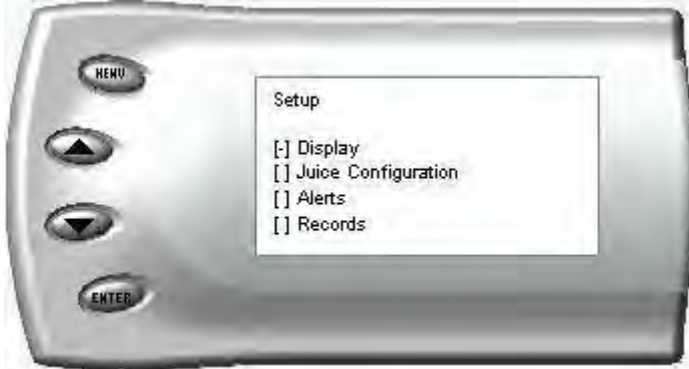 MENU
Setup
[-] Display
[ ] Juice Configuration
[ ] Alerts
[ ] Records
ENTER